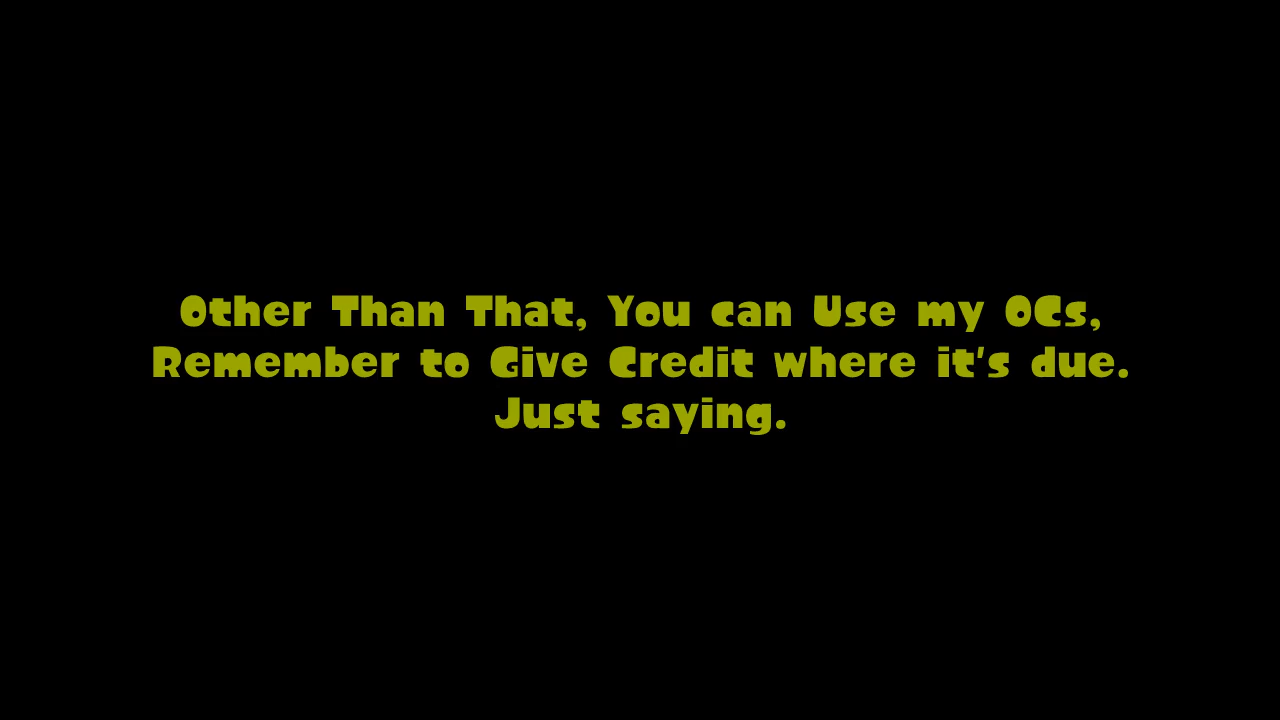 Other Than That, You can Use my OCs,
Remember to Give Credit where it's due.
Just saying.